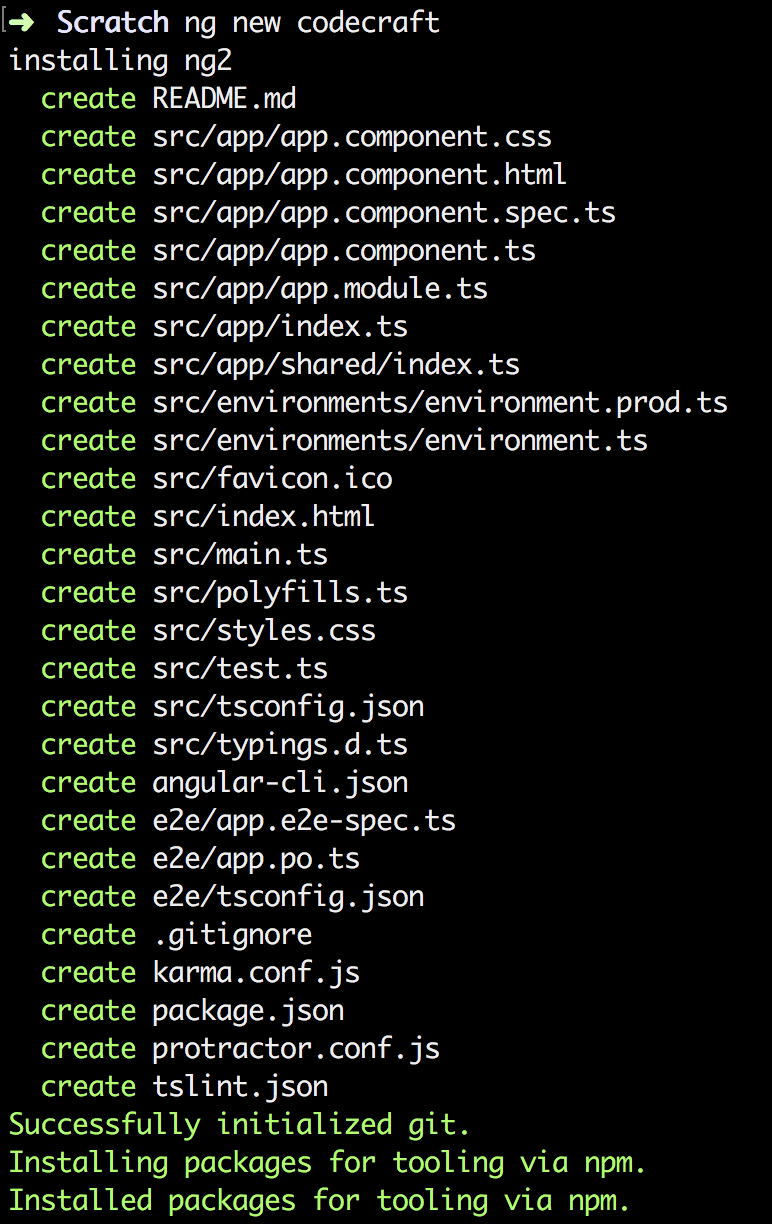 ➜ Scratch ng new codecraft
installing ng2
create README.md
create src/app/app.component.css
create src/app/app.component.html
create src/app/app.component.spec.ts
create src/app/app.component.ts
create src/app/app.module.ts
create src/app/index.ts
create src/app/shared/index.ts
create src/environments/environment.prod.ts
create src/environments/environment.ts
create src/favicon.ico
create src/index.html
create src/main.ts
create src/polyfills.ts
create src/styles.css
create src/test.ts
create src/tsconfig.json
create src/typings.d.ts
create angular-cli.json
create e2e/app.e2e-spec.ts
create e2e/app.po.ts
create e2e/tsconfig.json
create .gitignore
create karma.conf.js
create package.json
create protractor.conf.js
create tslint.json
Successfully initialized git.
Installing packages for tooling via npm.
Installed packages for tooling via npm.